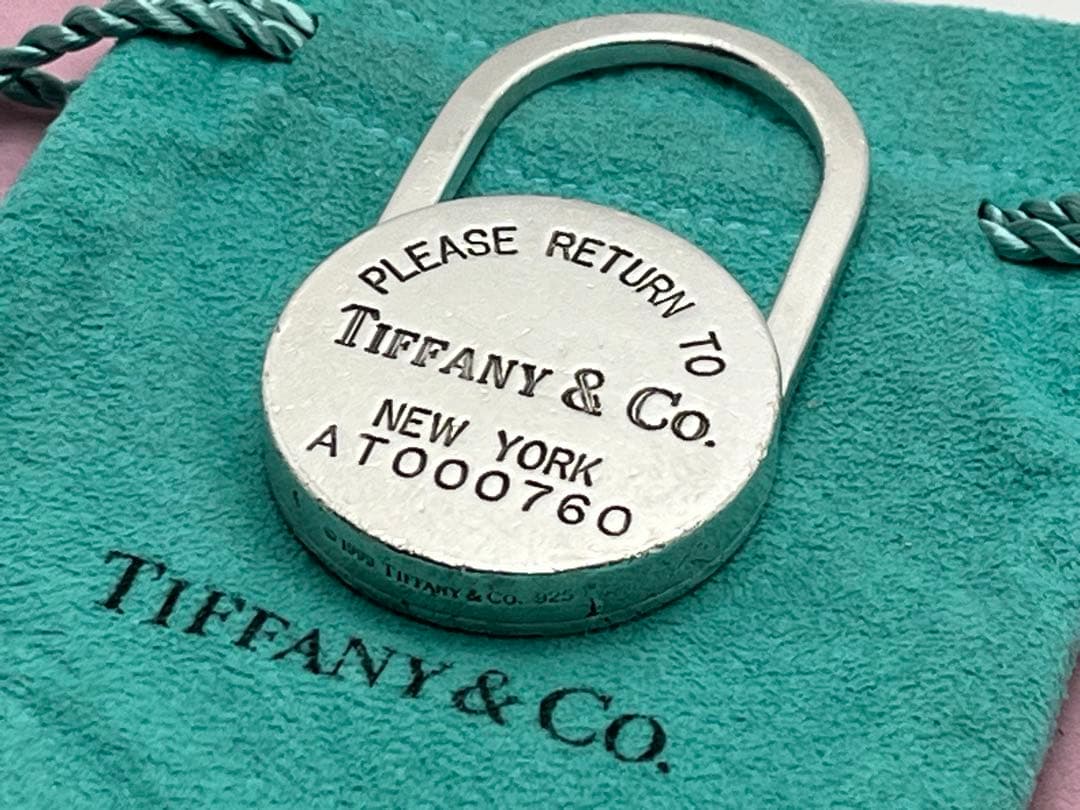 PLEASE RETURN TO
TIFFANY & CO.
NEW YORK
AT000760
TIFFANY & CO. 925
TIFFANY & CO.